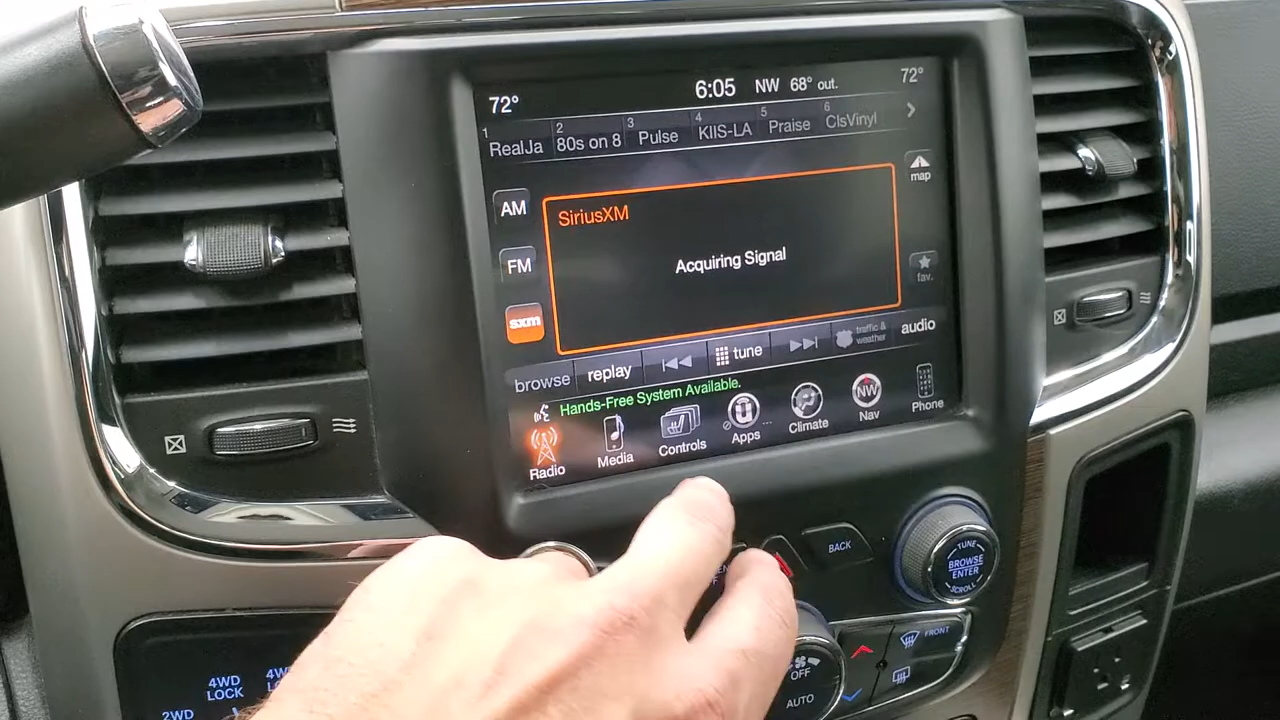 72° 6:05 NW 68° out. 72°
1 RealJa 2 80s on 8 3 Pulse 4 KIIS-LA 5 Praise 6 ClsVinyl
map
AM
SiriusXM
Acquiring Signal
FM
fav.
sxm
browse replay tune traffic & weather audio
Hands-Free System Available.
Radio Media Controls Apps Climate NW Nav Phone
BACK
TUNE
BROWSE
ENTER
SCROLL
FRONT
OFF
AUTO
4WD
LOCK
2WD